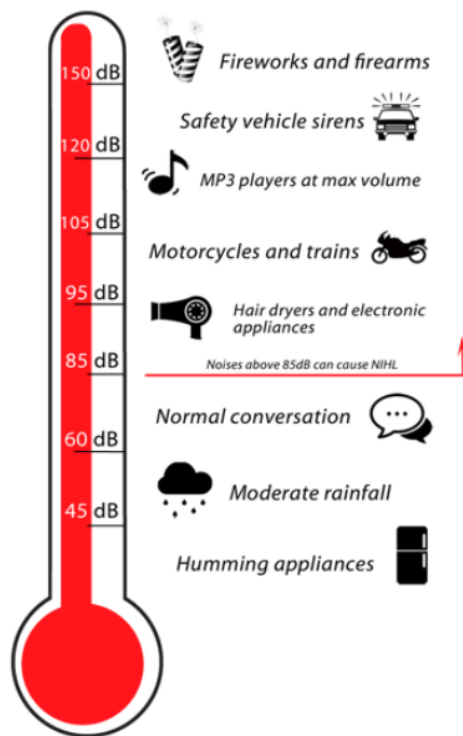 150 dB
Fireworks and firearms
Safety vehicle sirens
120 dB
MP3 players at max volume
105 dB
Motorcycles and trains
95 dB
Hair dryers and electronic
appliances
Noises above 85dB can cause NIHL
85 dB
Normal conversation
60 dB
Moderate rainfall
45 dB
Humming appliances